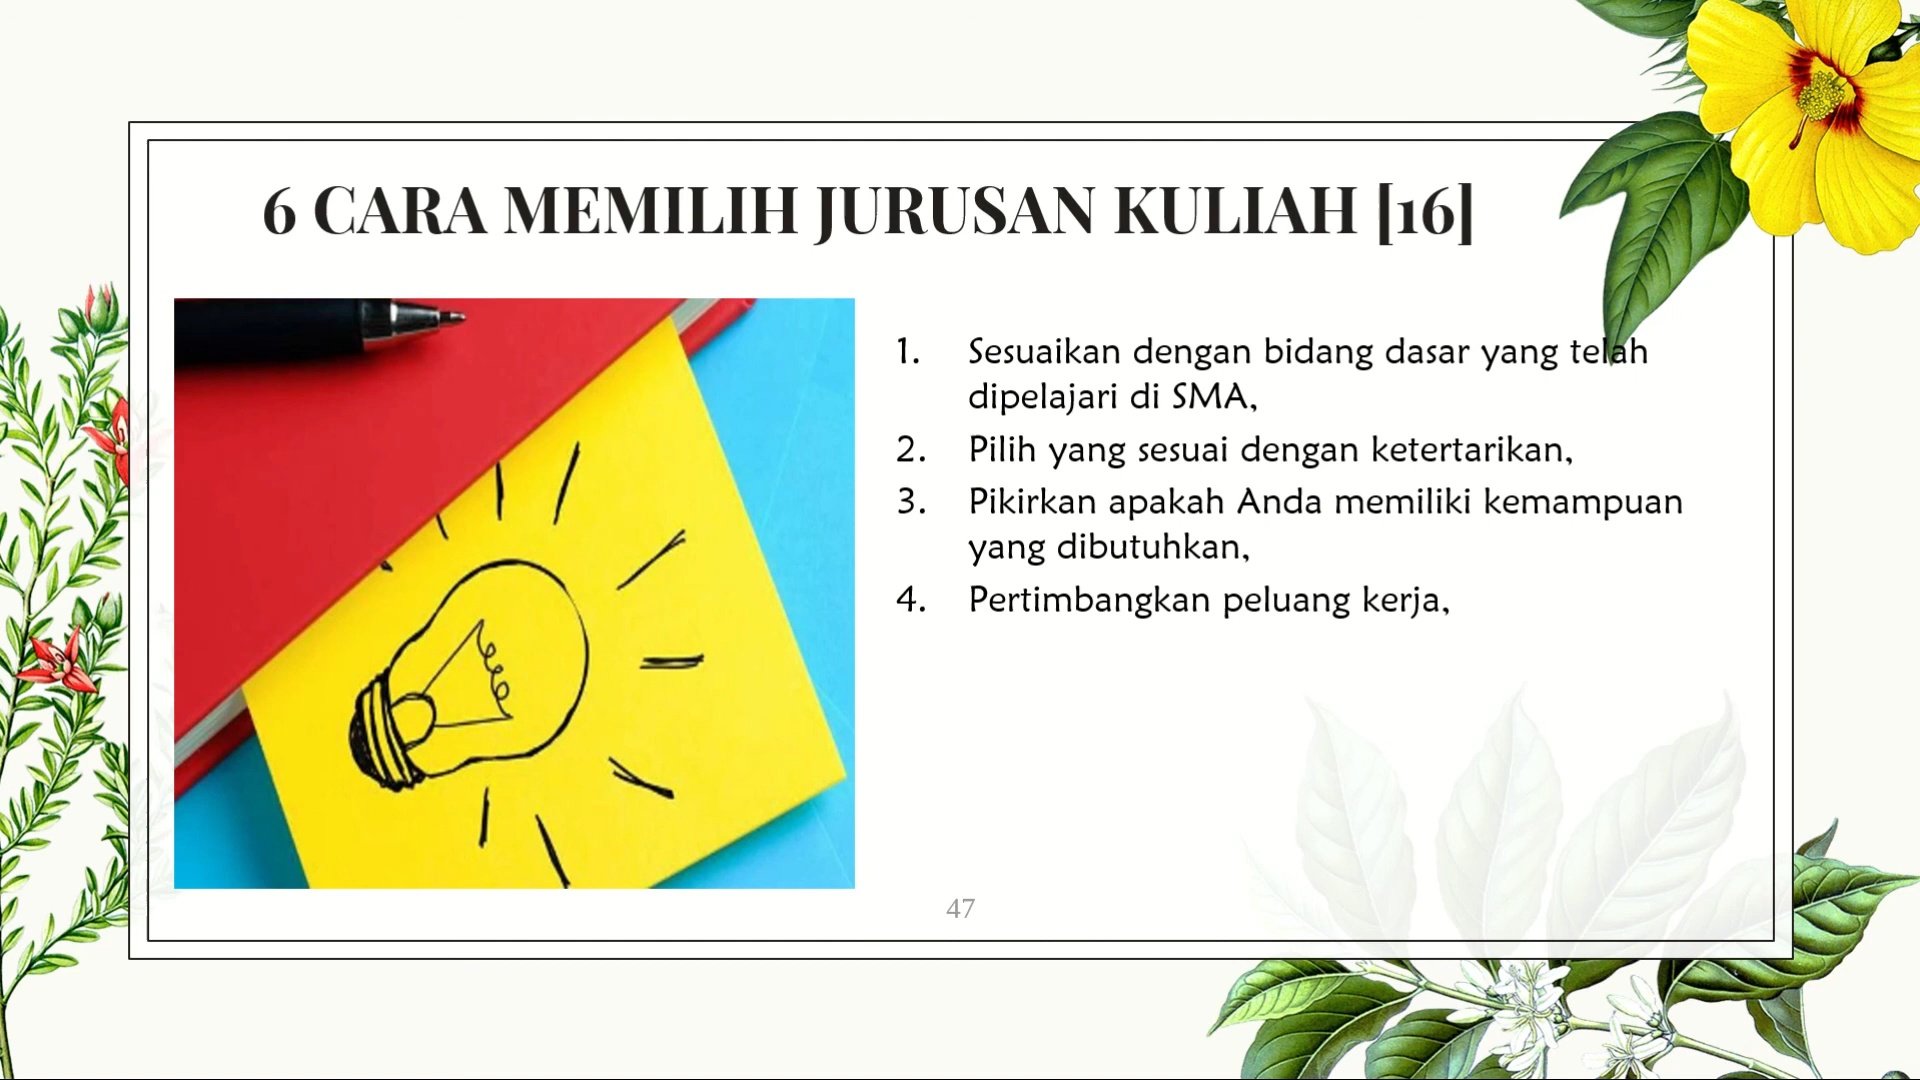 6 CARA MEMILIH JURUSAN KULIAH [16]
1. Sesuaikan dengan bidang dasar yang telah
dipelajari di SMA,
2. Pilih yang sesuai dengan ketertarikan,
3. Pikirkan apakah Anda memiliki kemampuan
yang dibutuhkan,
4. Pertimbangkan peluang kerja,
47